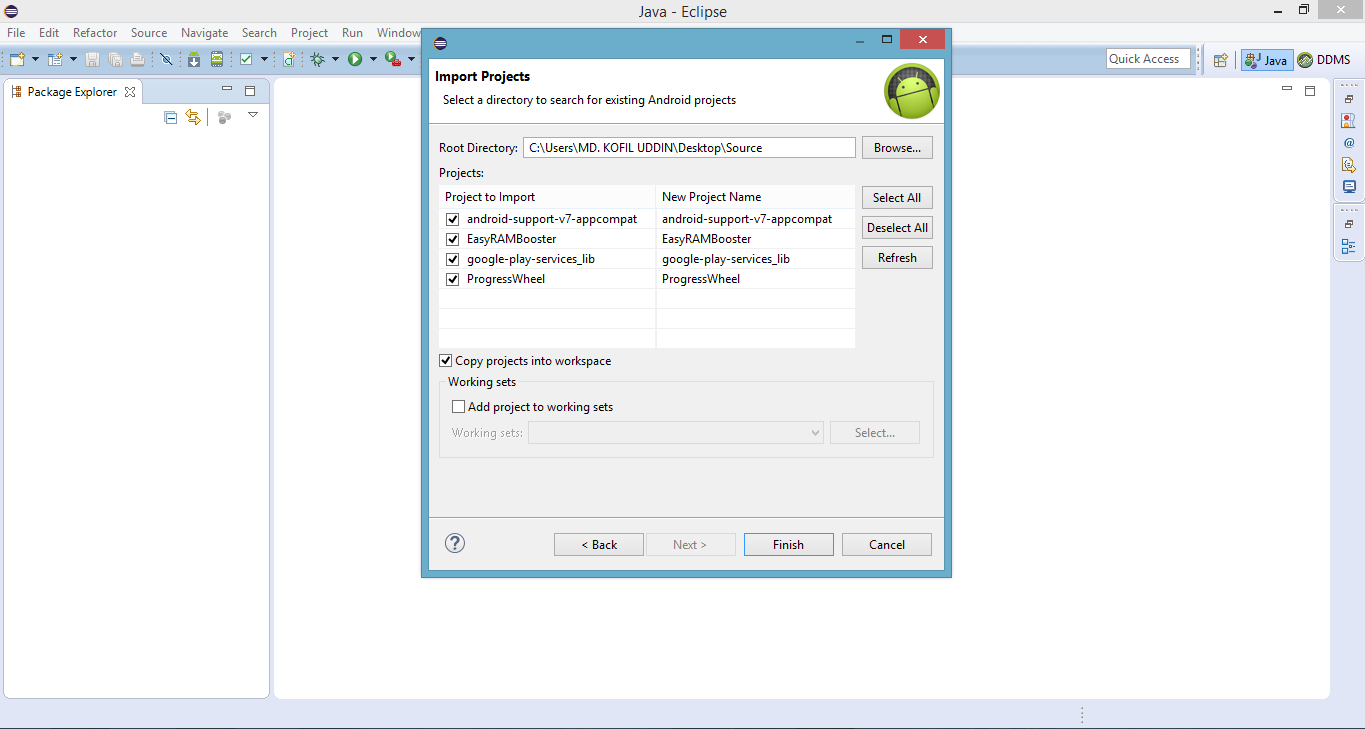 Java - Eclipse
File Edit Refactor Source Navigate Search Project Run Window
Quick Access
Java
DDMS
Package Explorer
Import Projects
Select a directory to search for existing Android projects
Root Directory: C:\Users\MD. KOFIL UDDIN\Desktop\Source Browse...
Projects:
Project to Import New Project Name Select All
android-support-v7-appcompat android-support-v7-appcompat
Deselect All
EasyRAMBooster EasyRAMBooster
google-play-services_lib google-play-services_lib Refresh
ProgressWheel ProgressWheel
Copy projects into workspace
Working sets
Add project to working sets
Working sets: Select...
? < Back Next > Finish Cancel